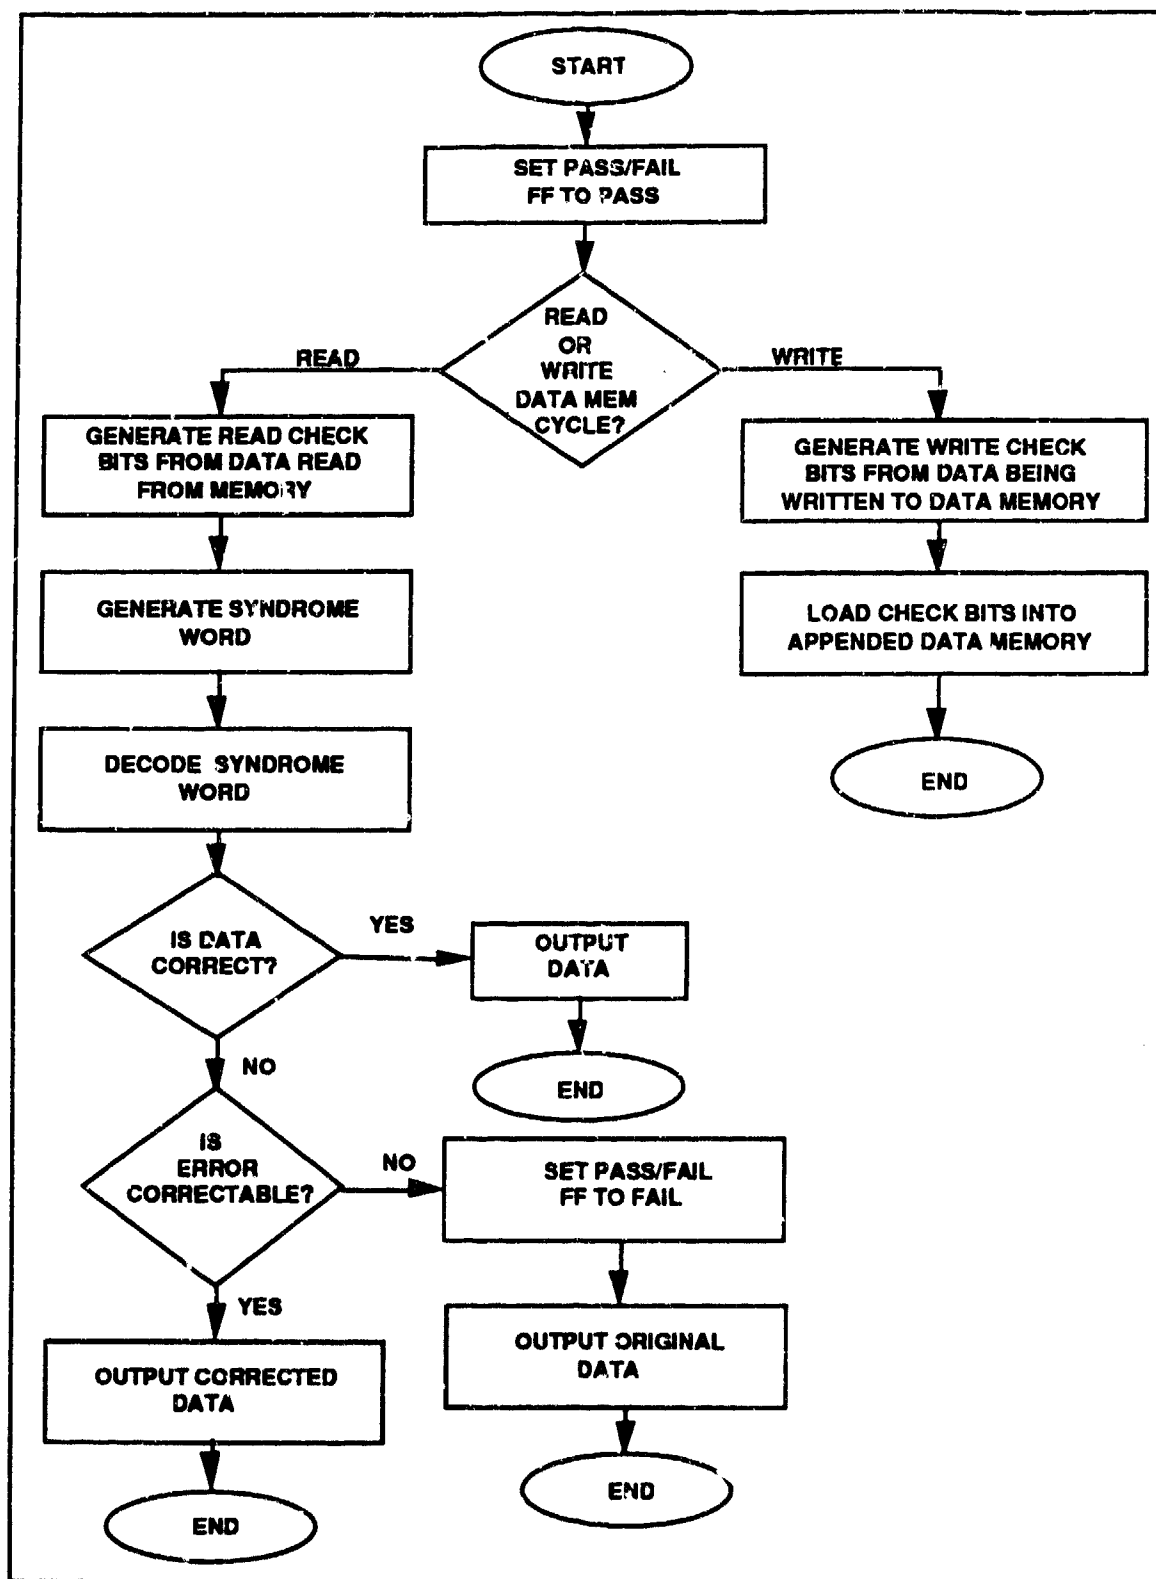 START
SET PASS/FAIL
FF TO PASS
READ
OR
WRITE
DATA MEM
CYCLE?
READ
WRITE
GENERATE READ CHECK
BITS FROM DATA READ
FROM MEMORY
GENERATE WRITE CHECK
BITS FROM DATA BEING
WRITTEN TO DATA MEMORY
GENERATE SYNDROME
WORD
LOAD CHECK BITS INTO
APPENDED DATA MEMORY
DECODE SYNDROME
WORD
END
IS DATA
CORRECT?
YES
OUTPUT
DATA
NO
END
IS
ERROR
CORRECTABLE?
NO
SET PASS/FAIL
FF TO FAIL
YES
OUTPUT ORIGINAL
DATA
OUTPUT CORRECTED
DATA
END
END